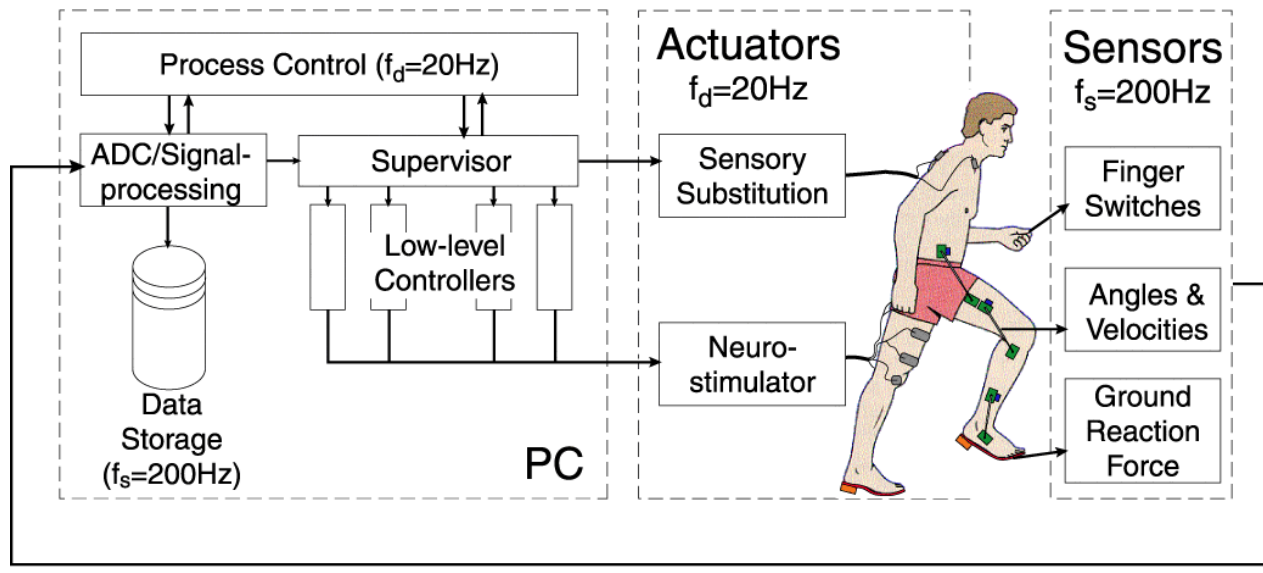 Process Control (fd=20Hz)
ADC/Signal-
processing
Supervisor
Low-level
Controllers
Data
Storage
(fs=200Hz)
PC
Actuators
fd=20Hz
Sensory
Substitution
Neuro-
stimulator
Sensors
fs=200Hz
Finger
Switches
Angles &
Velocities
Ground
Reaction
Force